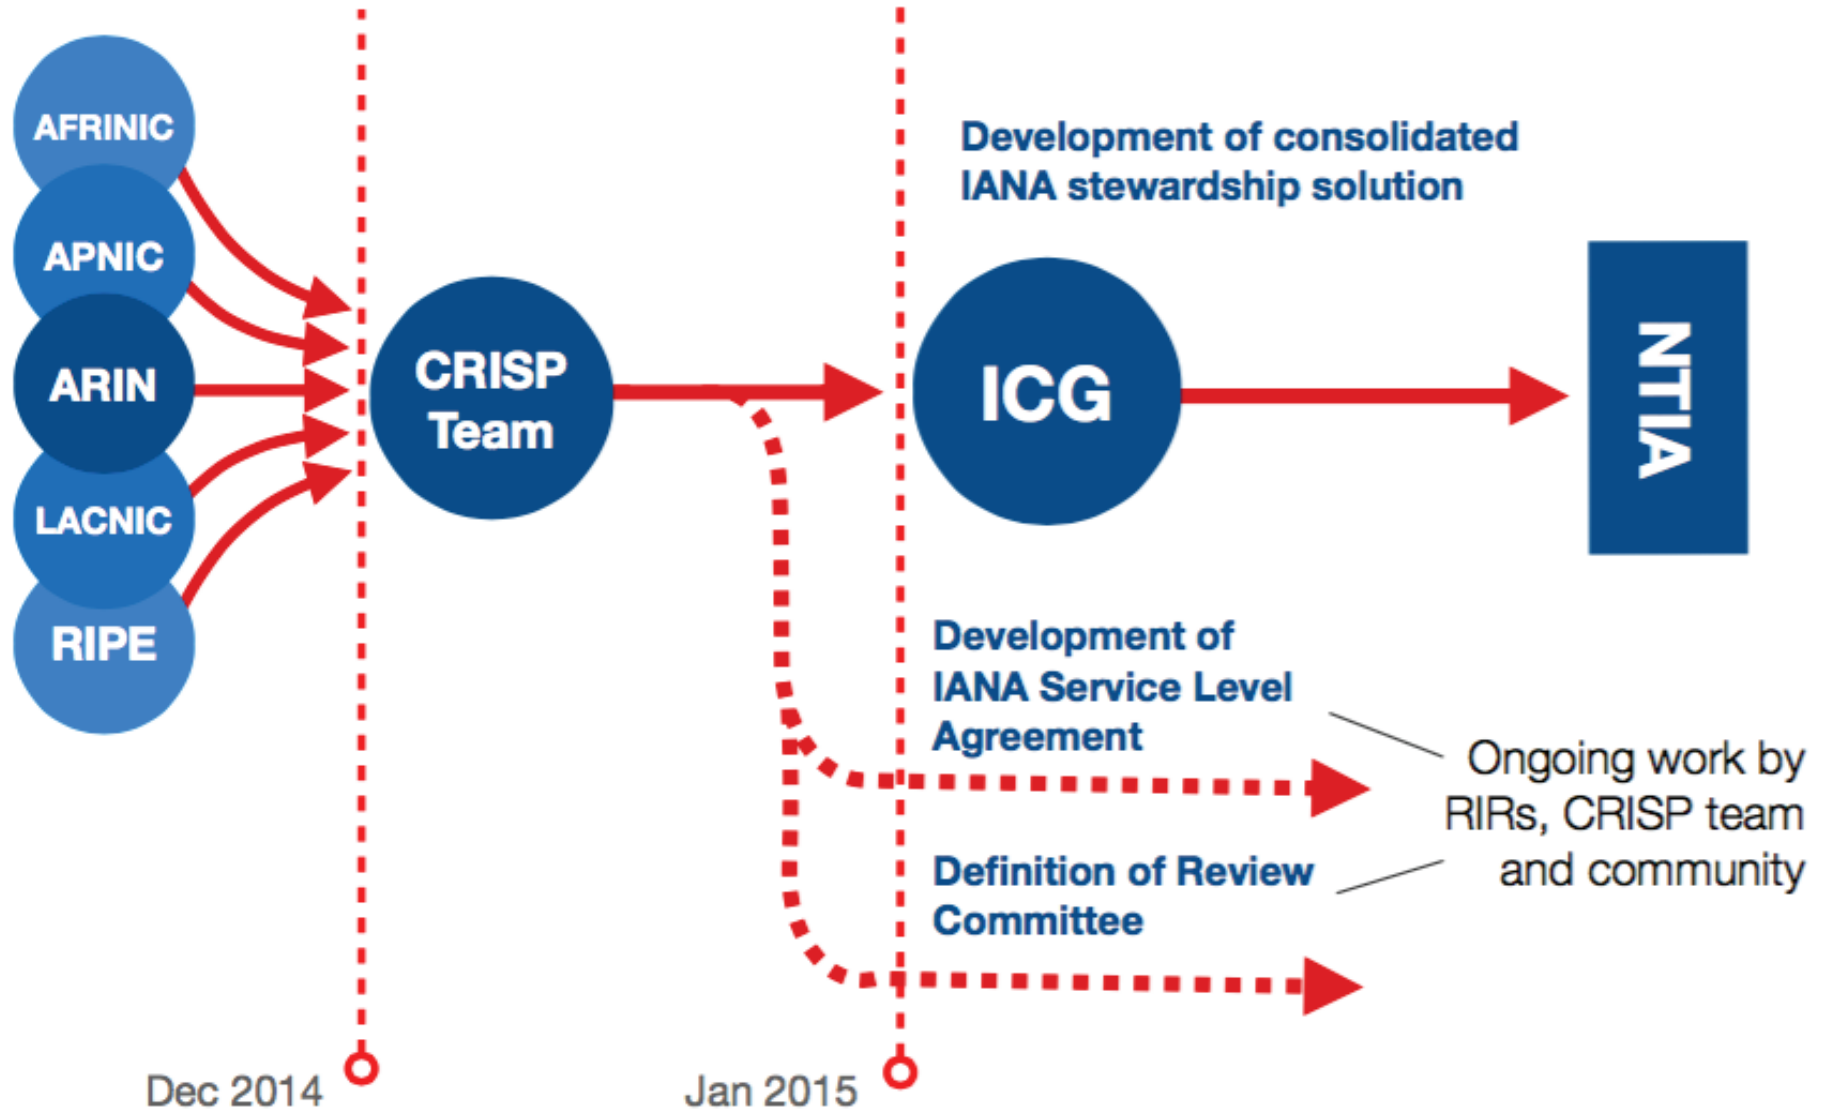 AFRINIC
APNIC
ARIN
LACNIC
RIPE
CRISP
Team
Development of consolidated
IANA stewardship solution
ICG
NTIA
Development of
IANA Service Level
Agreement
Ongoing work by
RIRs, CRISP team
and community
Definition of Review
Committee
Dec 2014
Jan 2015